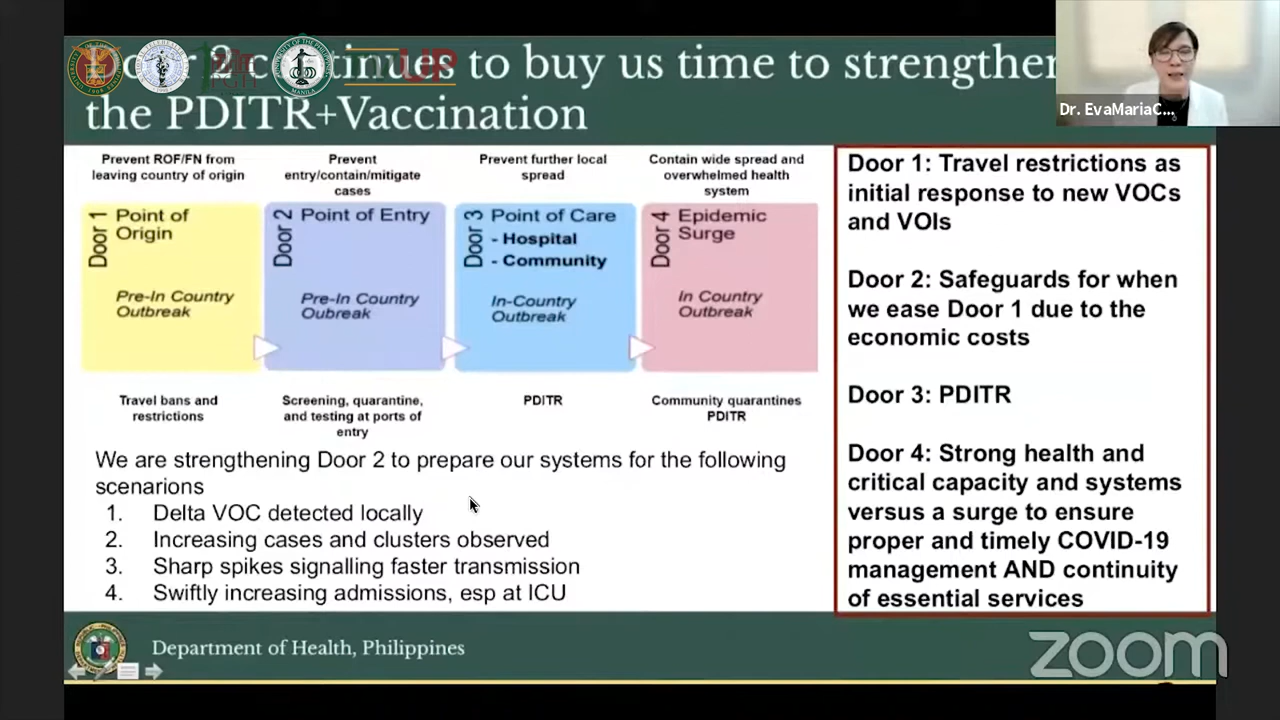 Door 2 continues to buy us time to strengthen
the PDITR+Vaccination
Dr. EvaMariaC...
Prevent ROF/FN from
leaving country of origin
Prevent
entry/contain/mitigate
cases
Prevent further local
spread
Contain wide spread and
overwhelmed health
system
Door 1
Point of
Origin
Pre-In Country
Outbreak
Door 2
Point of Entry
Pre-In Country
Oubreak
Door 3
Point of Care
- Hospital
- Community
In-Country
Outbreak
Door 4
Epidemic
Surge
In Country
Outbreak
Travel bans and
restrictions
Screening, quarantine,
and testing at ports of
entry
PDITR
Community quarantines
PDITR
We are strengthening Door 2 to prepare our systems for the following
scenarions
1. Delta VOC detected locally
2. Increasing cases and clusters observed
3. Sharp spikes signalling faster transmission
4. Swiftly increasing admissions, esp at ICU
Door 1: Travel restrictions as
initial response to new VOCs
and VOIs
Door 2: Safeguards for when
we ease Door 1 due to the
economic costs
Door 3: PDITR
Door 4: Strong health and
critical capacity and systems
versus a surge to ensure
proper and timely COVID-19
management AND continuity
of essential services
Department of Health, Philippines
zoom